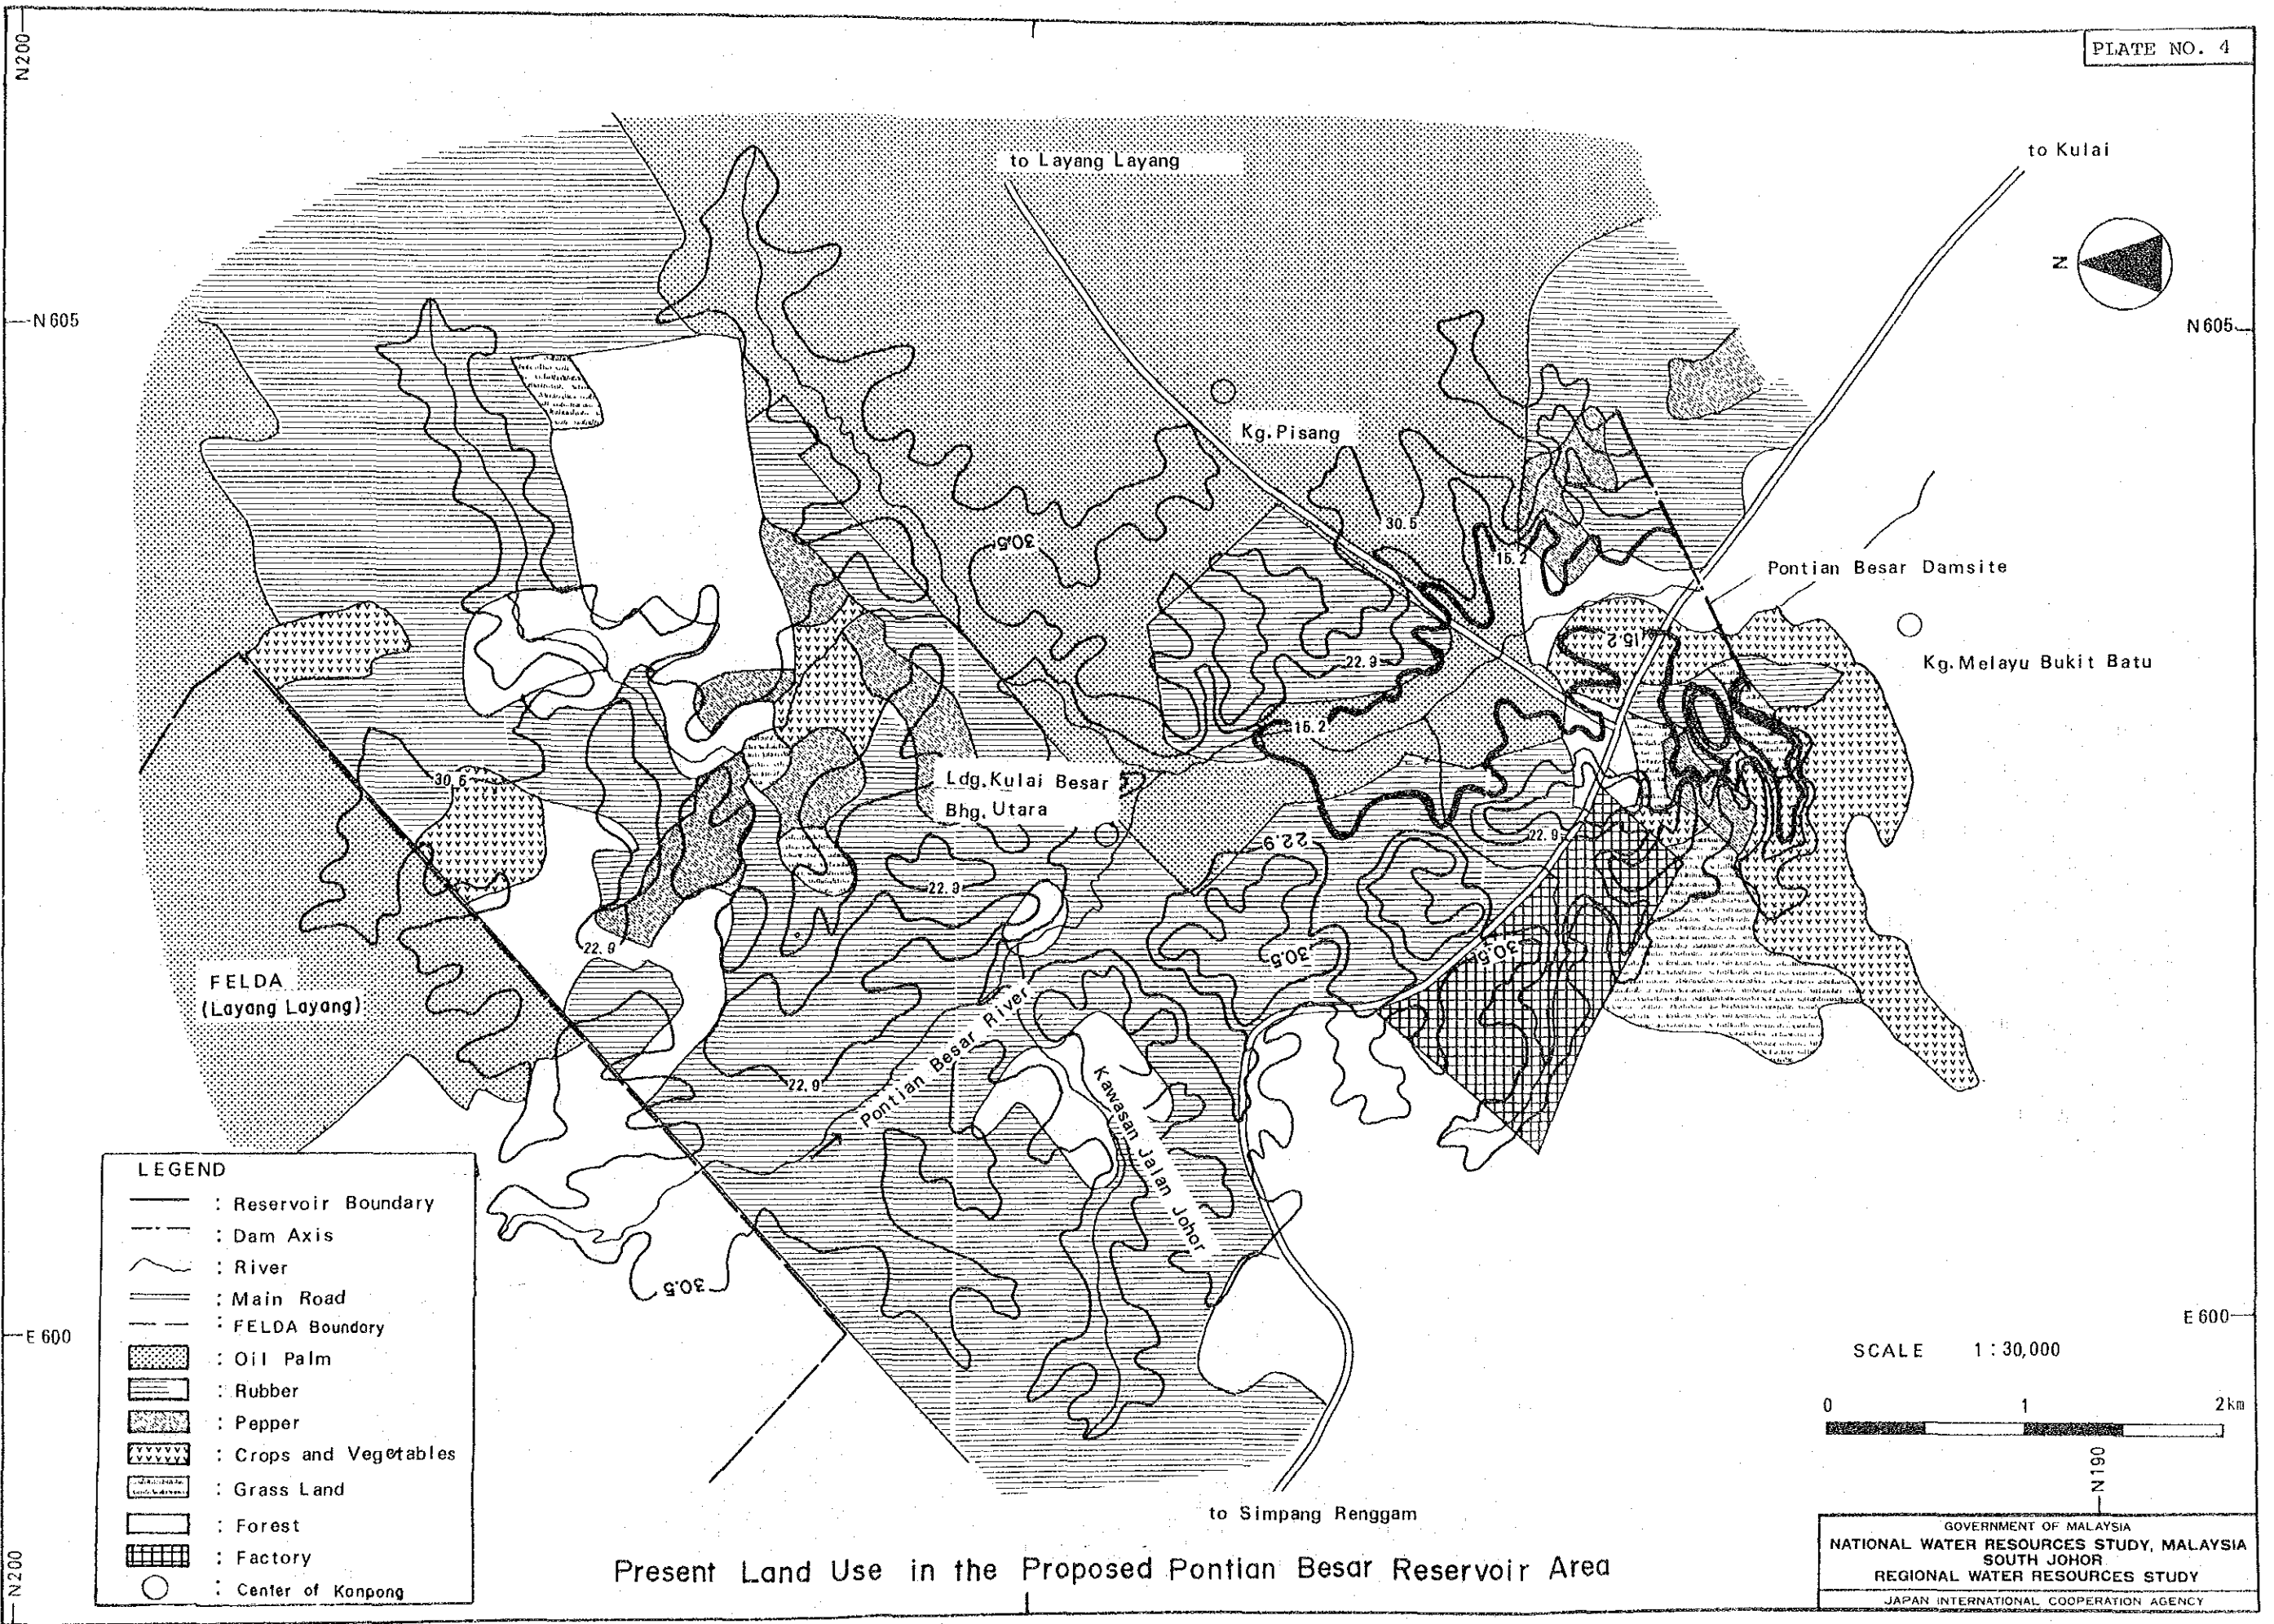 PLATE NO. 4
N200
to Layang Layang
to Kulai
N
N605
N605
Kg. Pisang
30.5
30.5
15.2
Pontian Besar Damsite
15.2
Kg. Melayu Bukit Batu
22.9
15.2
30.5
Ldg. Kulai Besar
Bhg. Utara
22.9
22.9
22.9
22.9
30.5
30.5
FELDA
(Layang Layang)
Pontian Besar River
22.9
Kawasan Jalan Johor
30.5
E 600
E 600
LEGEND
: Reservoir Boundary
: Dam Axis
: River
: Main Road
: FELDA Boundary
: Oil Palm
: Rubber
: Pepper
: Crops and Vegetables
: Grass Land
: Forest
: Factory
: Center of Konpong
N200
SCALE 1 : 30,000
0 1 2 km
N190
to Simpang Renggam
Present Land Use in the Proposed Pontian Besar Reservoir Area
GOVERNMENT OF MALAYSIA
NATIONAL WATER RESOURCES STUDY, MALAYSIA
SOUTH JOHOR
REGIONAL WATER RESOURCES STUDY
JAPAN INTERNATIONAL COOPERATION AGENCY